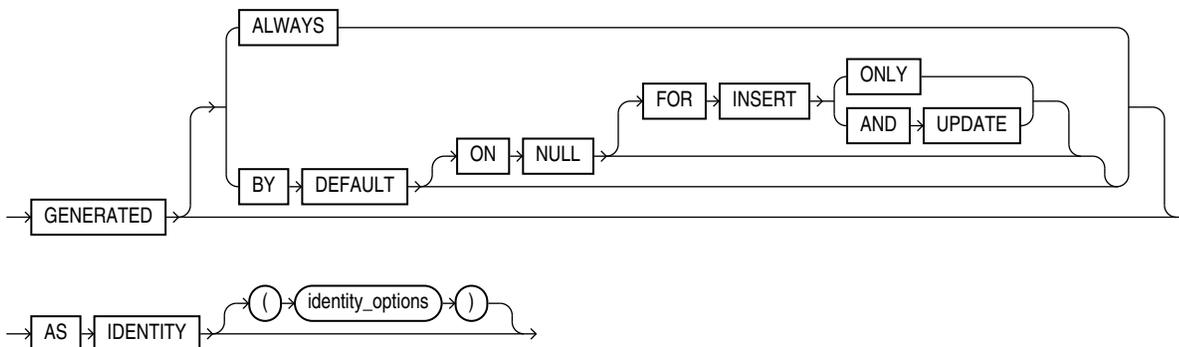 ALWAYS
FOR INSERT ONLY
AND UPDATE
ON NULL
BY DEFAULT
GENERATED
AS IDENTITY ( identity_options )